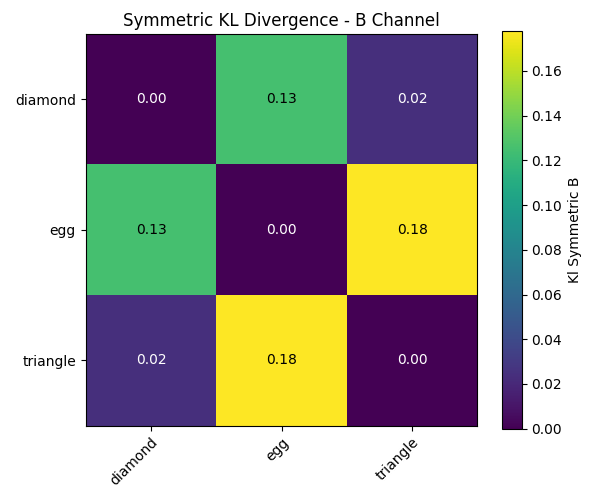 Symmetric KL Divergence - B Channel
diamond 0.00 0.13 0.02
egg 0.13 0.00 0.18
triangle 0.02 0.18 0.00
diamond egg triangle
0.16
0.14
0.12
0.10
0.08
0.06
0.04
0.02
0.00
Kl Symmetric B